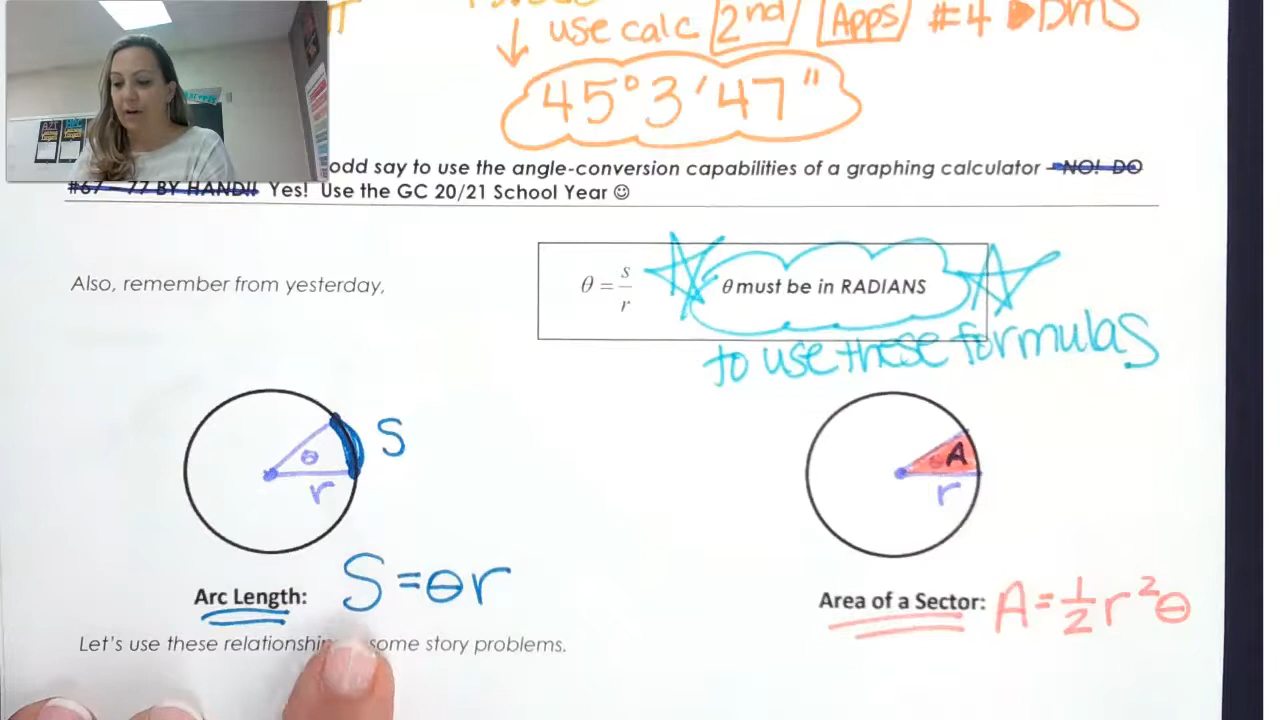 use calc 2nd Apps #4 ▶DMS
45°3'47"
odd say to use the angle-conversion capabilities of a graphing calculator – NO! DO
#67 – 77 BY HAND!! Yes! Use the GC 20/21 School Year ☺
Also, remember from yesterday,
θ = s/r θ must be in RADIANS
to use these formulas
S
θ
r
A
θ
r
Arc Length: S = θr
Area of a Sector: A = 1/2 r²θ
Let's use these relationship some story problems.